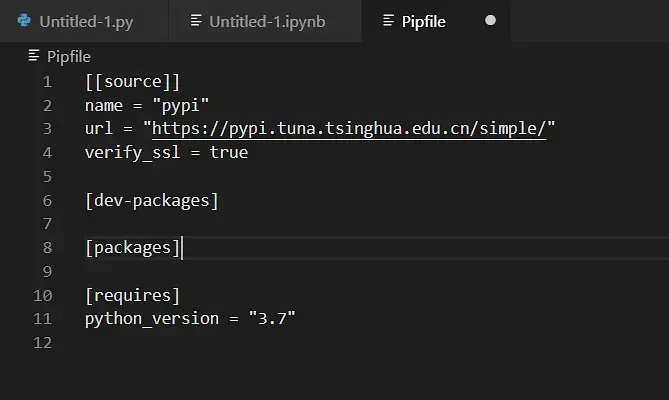 Untitled-1.py
Untitled-1.ipynb
Pipfile
Pipfile
1 [[source]]
2 name = "pypi"
3 url = "https://pypi.tuna.tsinghua.edu.cn/simple/"
4 verify_ssl = true
5
6 [dev-packages]
7
8 [packages]
9
10 [requires]
11 python_version = "3.7"
12